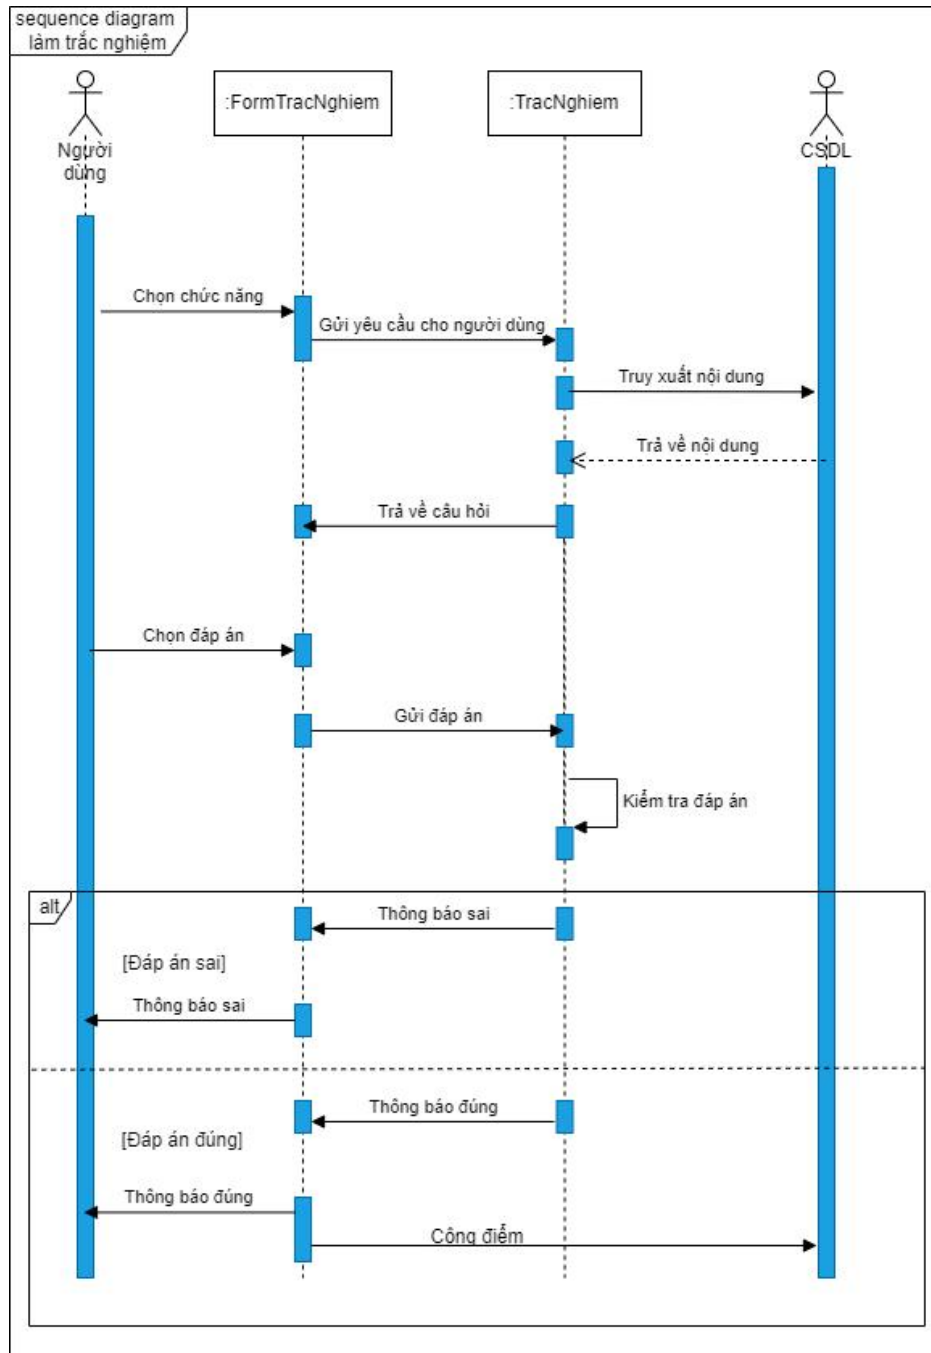 sequence diagram
làm trắc nghiệm
Người
dùng
:FormTracNghiem
:TracNghiem
CSDL
Chọn chức năng
Gửi yêu cầu cho người dùng
Truy xuất nội dung
Trả về nội dung
Trả về câu hỏi
Chọn đáp án
Gửi đáp án
Kiểm tra đáp án
alt
Thông báo sai
[Đáp án sai]
Thông báo sai
Thông báo đúng
[Đáp án đúng]
Thông báo đúng
Công điểm